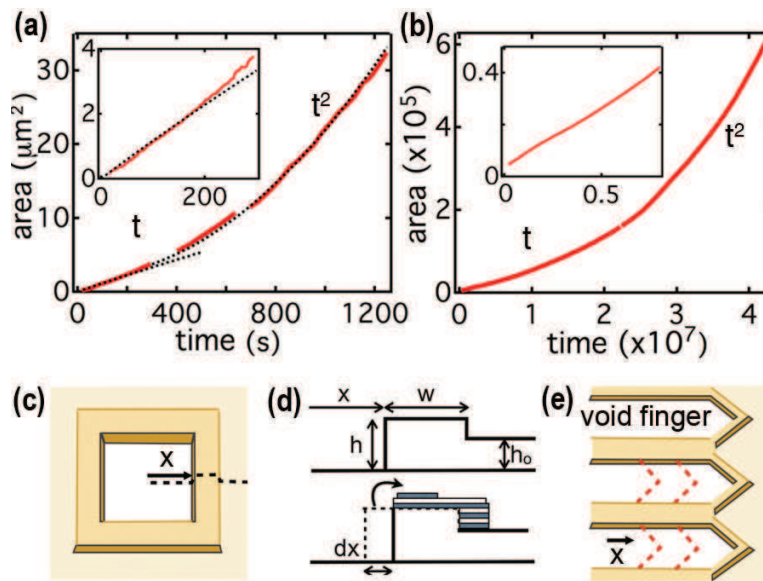 (a)
area (μm²)
30
20
10
0
0
400
800
1200
time (s)
4
2
0
0
200
t
t²
(b)
area (x10⁵)
6
4
2
0
0
1
2
3
4
time (x10⁷)
0.4
0
0.5
t
t²
(c)
x
(d)
x
w
h
hₒ
dx
(e)
void finger
x